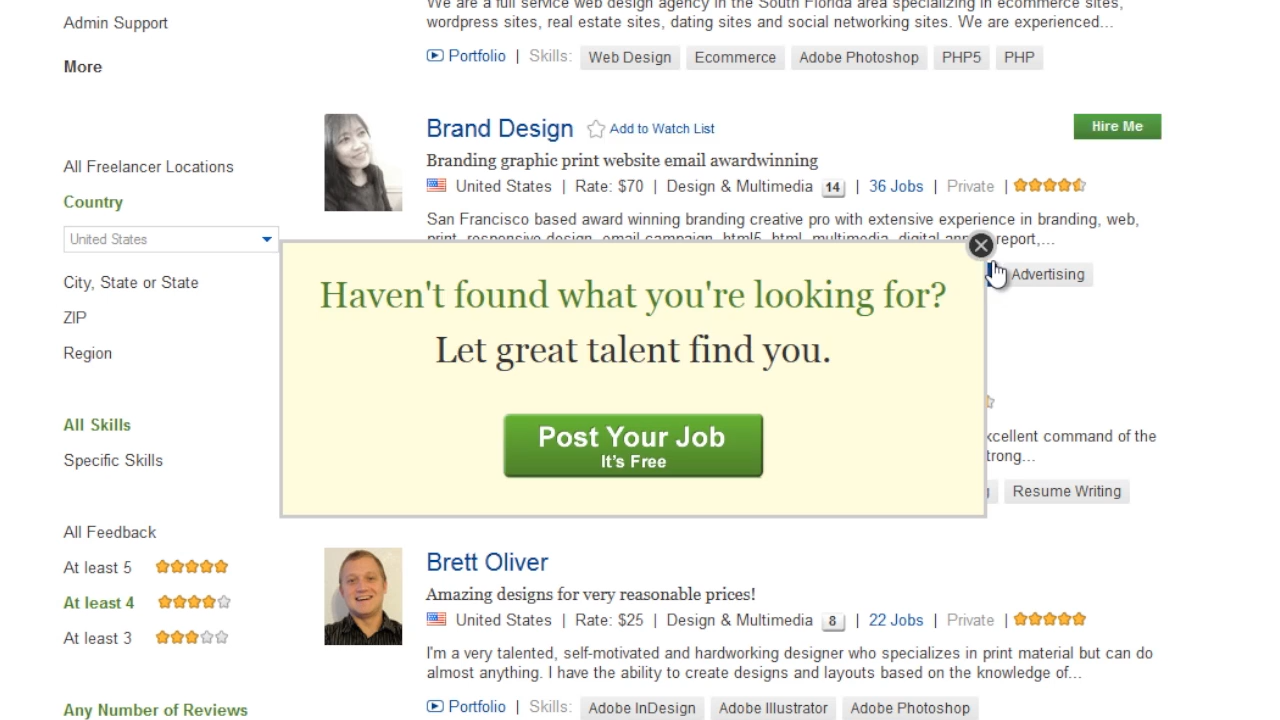 Admin Support
More
All Freelancer Locations
Country
United States
City, State or State
ZIP
Region
All Skills
Specific Skills
All Feedback
At least 5
At least 4
At least 3
Any Number of Reviews
We are a full service web design agency in the South Florida area specializing in ecommerce sites,
wordpress sites, real estate sites, dating sites and social networking sites. We are experienced...
Portfolio | Skills: Web Design Ecommerce Adobe Photoshop PHP5 PHP
Brand Design Add to Watch List Hire Me
Branding graphic print website email awardwinning
United States | Rate: $70 | Design & Multimedia 14 | 36 Jobs | Private |
San Francisco based award winning branding creative pro with extensive experience in branding, web,
print, responsive design, email campaign, html5, html, multimedia, digital report,...
Advertising
Haven't found what you're looking for?
Let great talent find you.
Post Your Job
It's Free
command of the
Resume Writing
Brett Oliver
Amazing designs for very reasonable prices!
United States | Rate: $25 | Design & Multimedia 8 | 22 Jobs | Private |
I'm a very talented, self-motivated and hardworking designer who specializes in print material but can do
almost anything. I have the ability to create designs and layouts based on the knowledge of...
Portfolio | Skills: Adobe InDesign Adobe Illustrator Adobe Photoshop